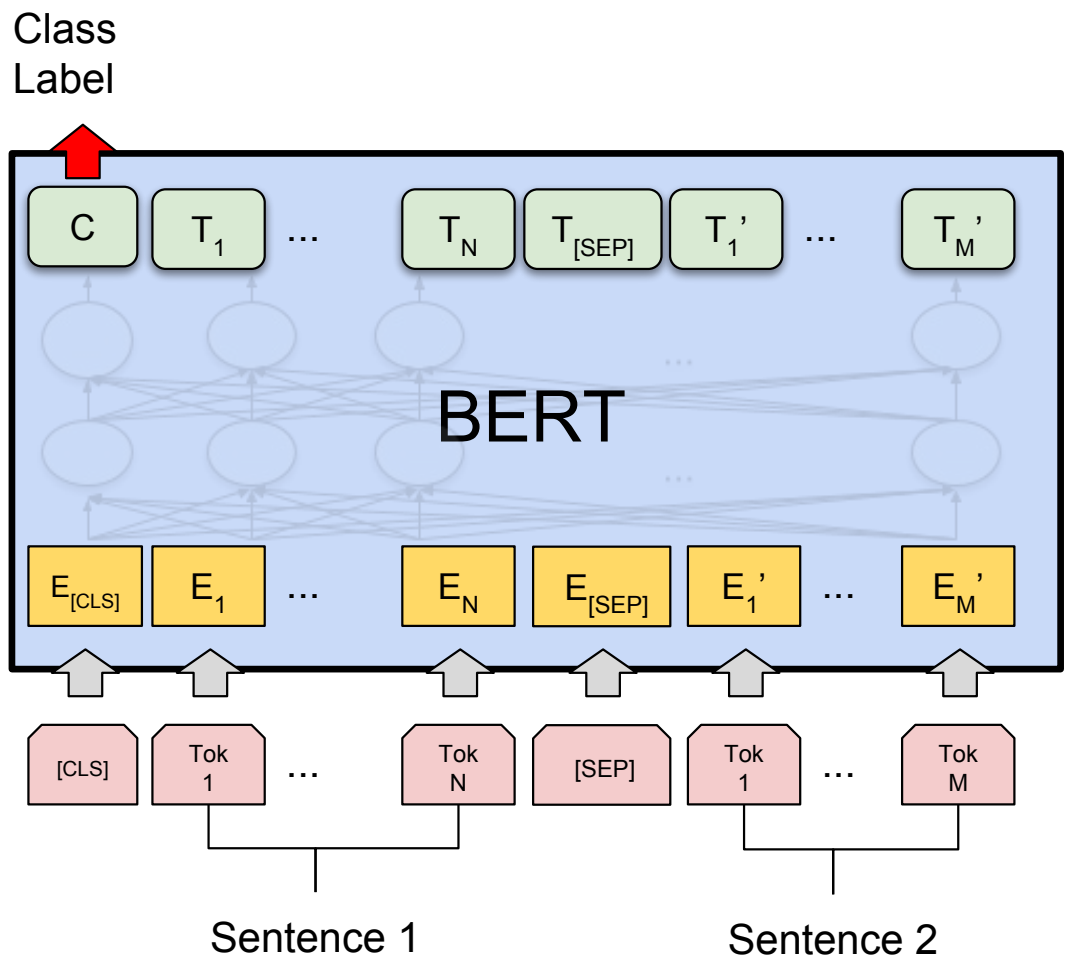 Class
Label
C T1 ... TN T[SEP] T1’ ... TM’
...
BERT
...
E[CLS] E1 ... EN E[SEP] E1’ ... EM’
[CLS] Tok 1 ... Tok N [SEP] Tok 1 ... Tok M
Sentence 1 Sentence 2